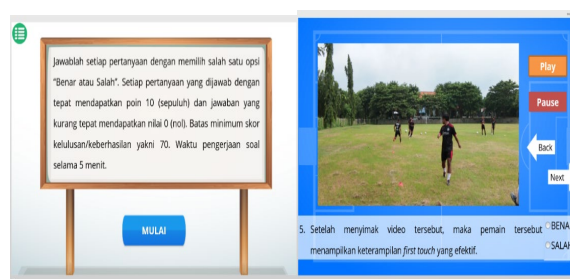 Jawablah setiap pertanyaan dengan memilih salah satu opsi
"Benar atau Salah". Setiap pertanyaan yang dijawab dengan
tepat mendapatkan poin 10 (sepuluh) dan jawaban yang
kurang tepat mendapatkan nilai 0 (nol). Batas minimum skor
kelulusan/keberhasilan yakni 70. Waktu pengerjaan soal
selama 5 menit.
MULAI
Play
Pause
Back
Next
5. Setelah menyimak video tersebut, maka pemain tersebut
menampilkan keterampilan first touch yang efektif.
BENA
SALAH